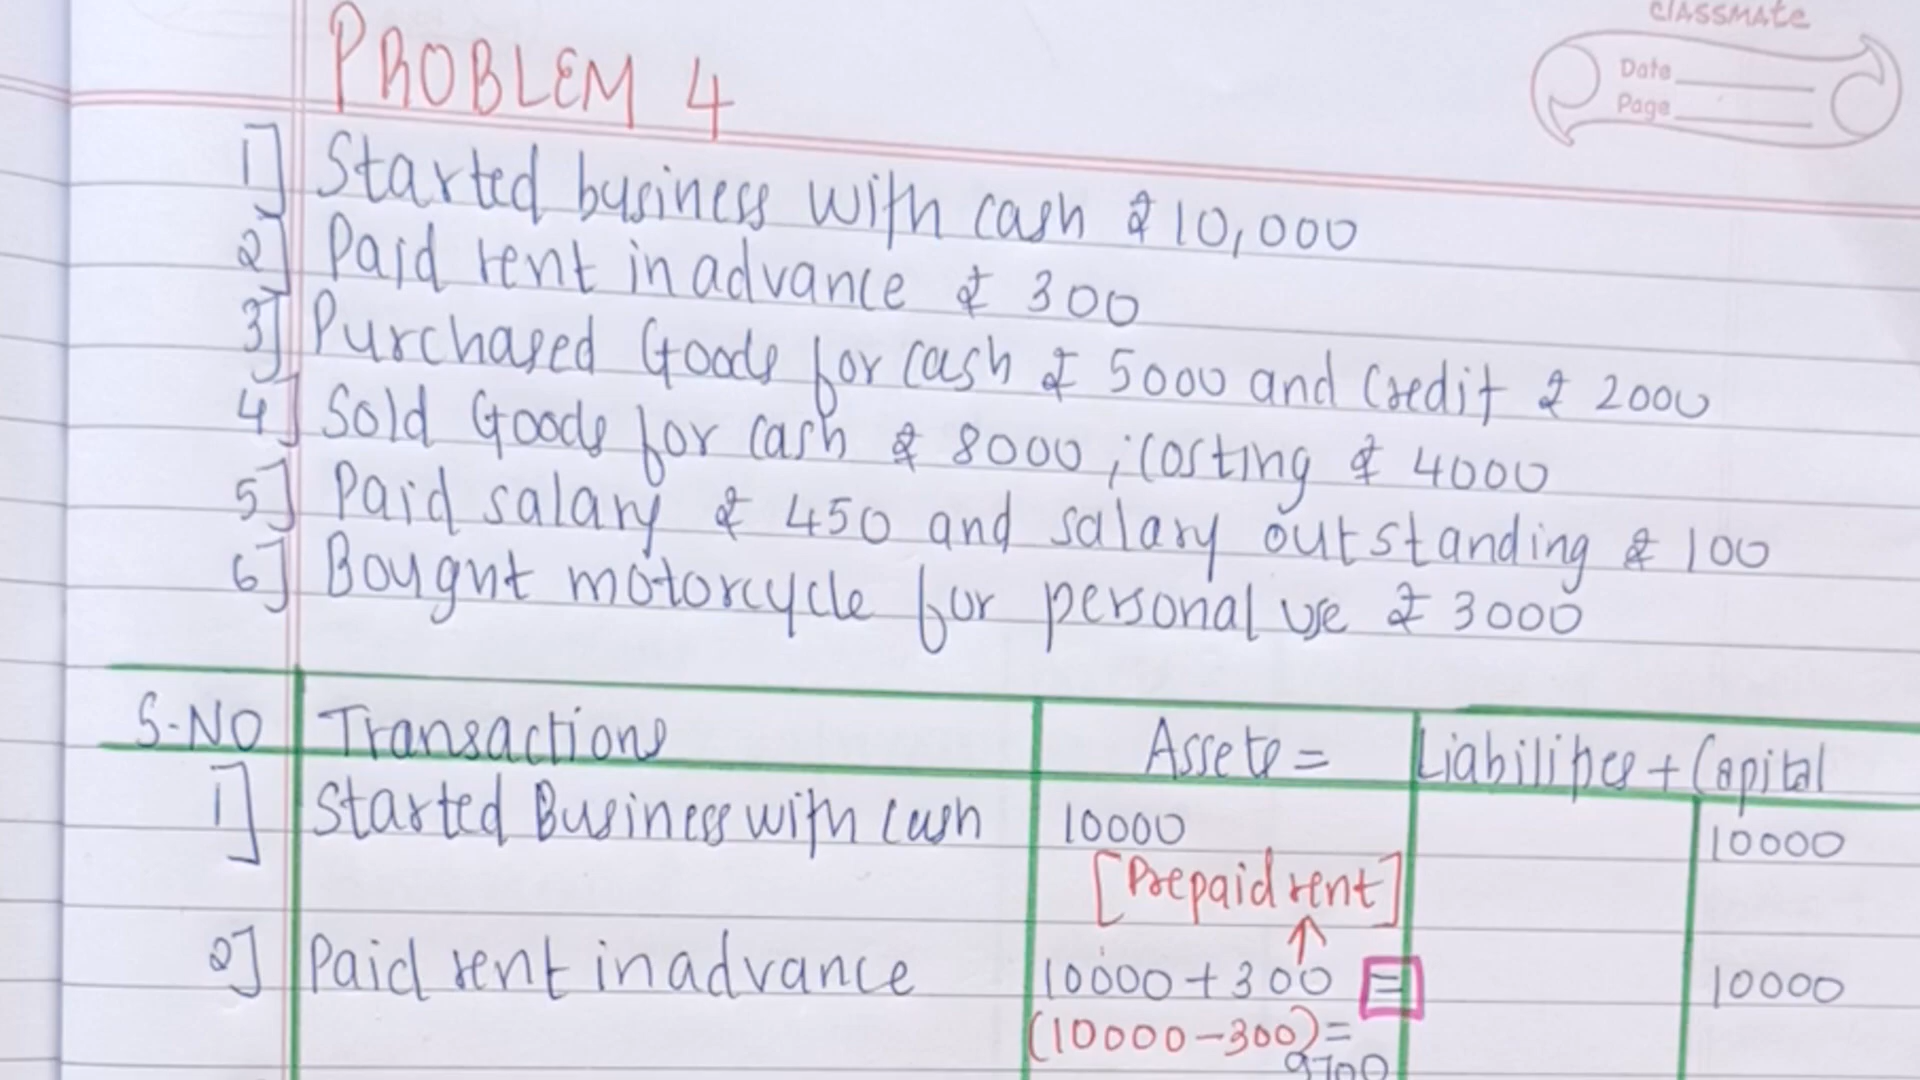 classmate
Date
Page
PROBLEM 4
1] Started business with cash ₹ 10,000
2] Paid rent in advance ₹ 300
3] Purchased Goods for cash ₹ 5000 and Credit ₹ 2000
4] Sold Goods for cash ₹ 8000 ; costing ₹ 4000
5] Paid salary ₹ 450 and salary outstanding ₹ 100
6] Bought motorcycle for personal use ₹ 3000
S.NO Transactions Assets = Liabilities + Capital
1] Started Business with cash 10000 10000
[Prepaid rent]
↑
2] Paid rent in advance 10000 + 300 = 10000
(10000 - 300) =
9700